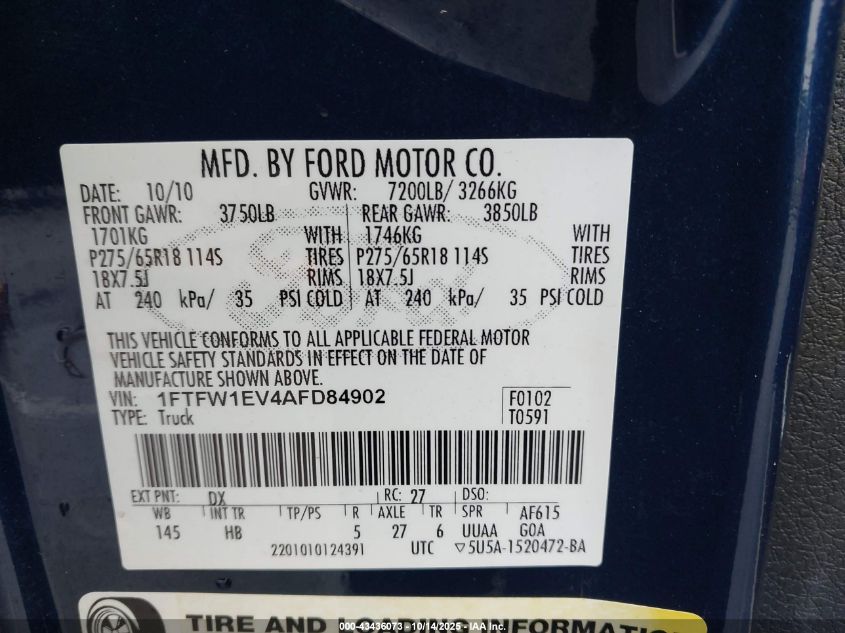 MFD. BY FORD MOTOR CO.
DATE: 10/10 GVWR: 7200LB/ 3266KG
FRONT GAWR: 3750LB REAR GAWR: 3850LB
1701KG WITH 1746KG WITH
P275/65R18 114S TIRES P275/65R18 114S TIRES
18X7.5J RIMS 18X7.5J RIMS
AT 240 kPa/ 35 PSI COLD AT 240 kPa/ 35 PSI COLD
THIS VEHICLE CONFORMS TO ALL APPLICABLE FEDERAL MOTOR
VEHICLE SAFETY STANDARDS IN EFFECT ON THE DATE OF
MANUFACTURE SHOWN ABOVE.
VIN: 1FTFW1EV4AFD84902 F0102
TYPE: Truck T0591
EXT PNT: DX RC: 27 DSO:
WB INT TR TP/PS R AXLE TR SPR AF615
145 HB 5 27 6 UUAA GOA
2201010124391 UTC ▽5U5A-1520472-BA
TIRE AND INFORMATION
000-43436073 - 10/14/2025 - IAA Inc.